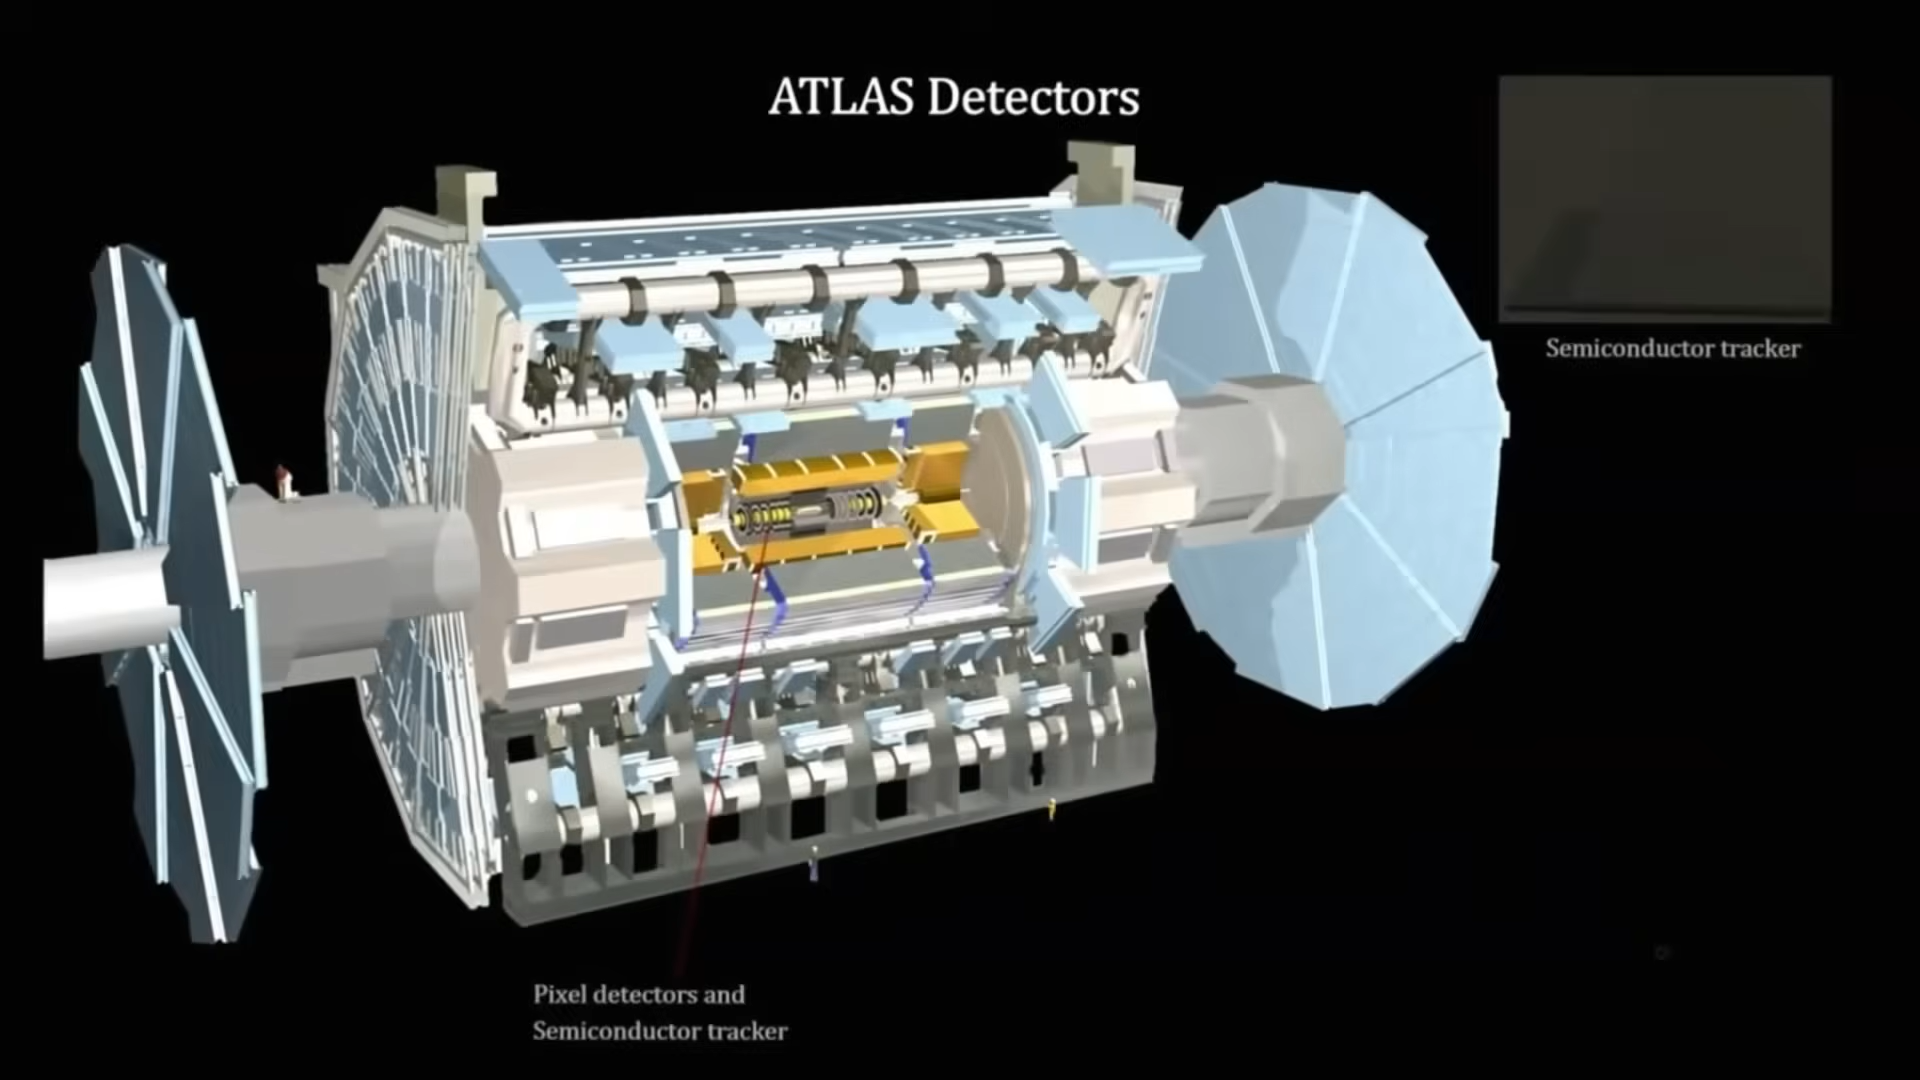 ATLAS Detectors
Semiconductor tracker
Pixel detectors and
Semiconductor tracker